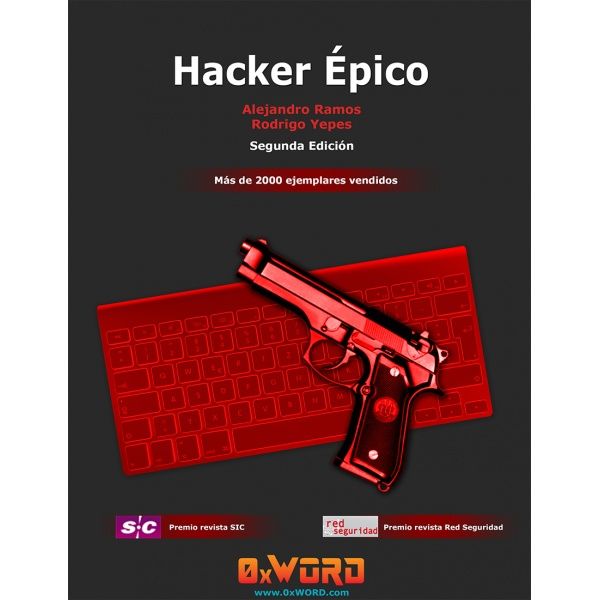 Hacker Épico
Alejandro Ramos
Rodrigo Yepes
Segunda Edición
Más de 2000 ejemplares vendidos
SiC Premio revista SIC
red seguridad Premio revista Red Seguridad
0xWORD
www.0xWORD.com